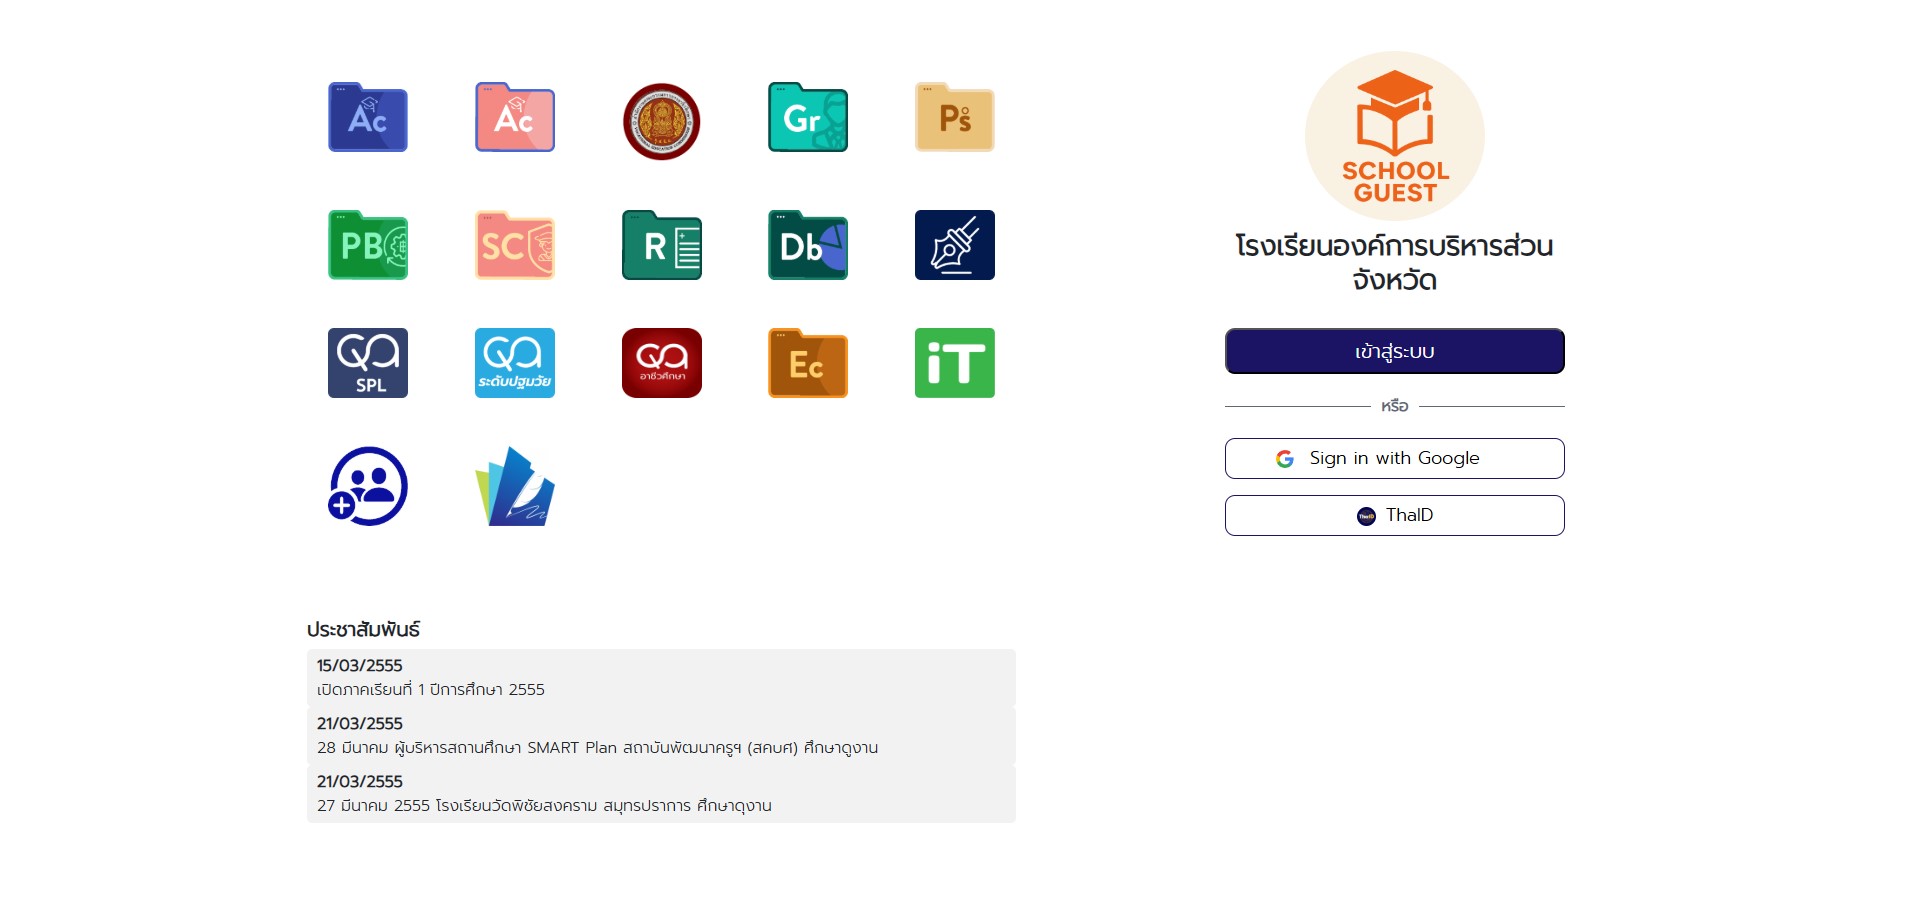 Ac
Ac
Gr
Ps
PB
SC
R
Db
QA
SPL
QA
ระดับปฐมวัย
QA
อาชีวศึกษา
Ec
iT
SCHOOL
GUEST
โรงเรียนองค์การบริหารส่วน
จังหวัด
เข้าสู่ระบบ
หรือ
Sign in with Google
ThaID
ThaID
ประชาสัมพันธ์
15/03/2555
เปิดภาคเรียนที่ 1 ปีการศึกษา 2555
21/03/2555
28 มีนาคม ผู้บริหารสถานศึกษา SMART Plan สถาบันพัฒนาครูฯ (สคบศ) ศึกษาดูงาน
21/03/2555
27 มีนาคม 2555 โรงเรียนวัดพิชัยสงคราม สมุทรปราการ ศึกษาดุงาน